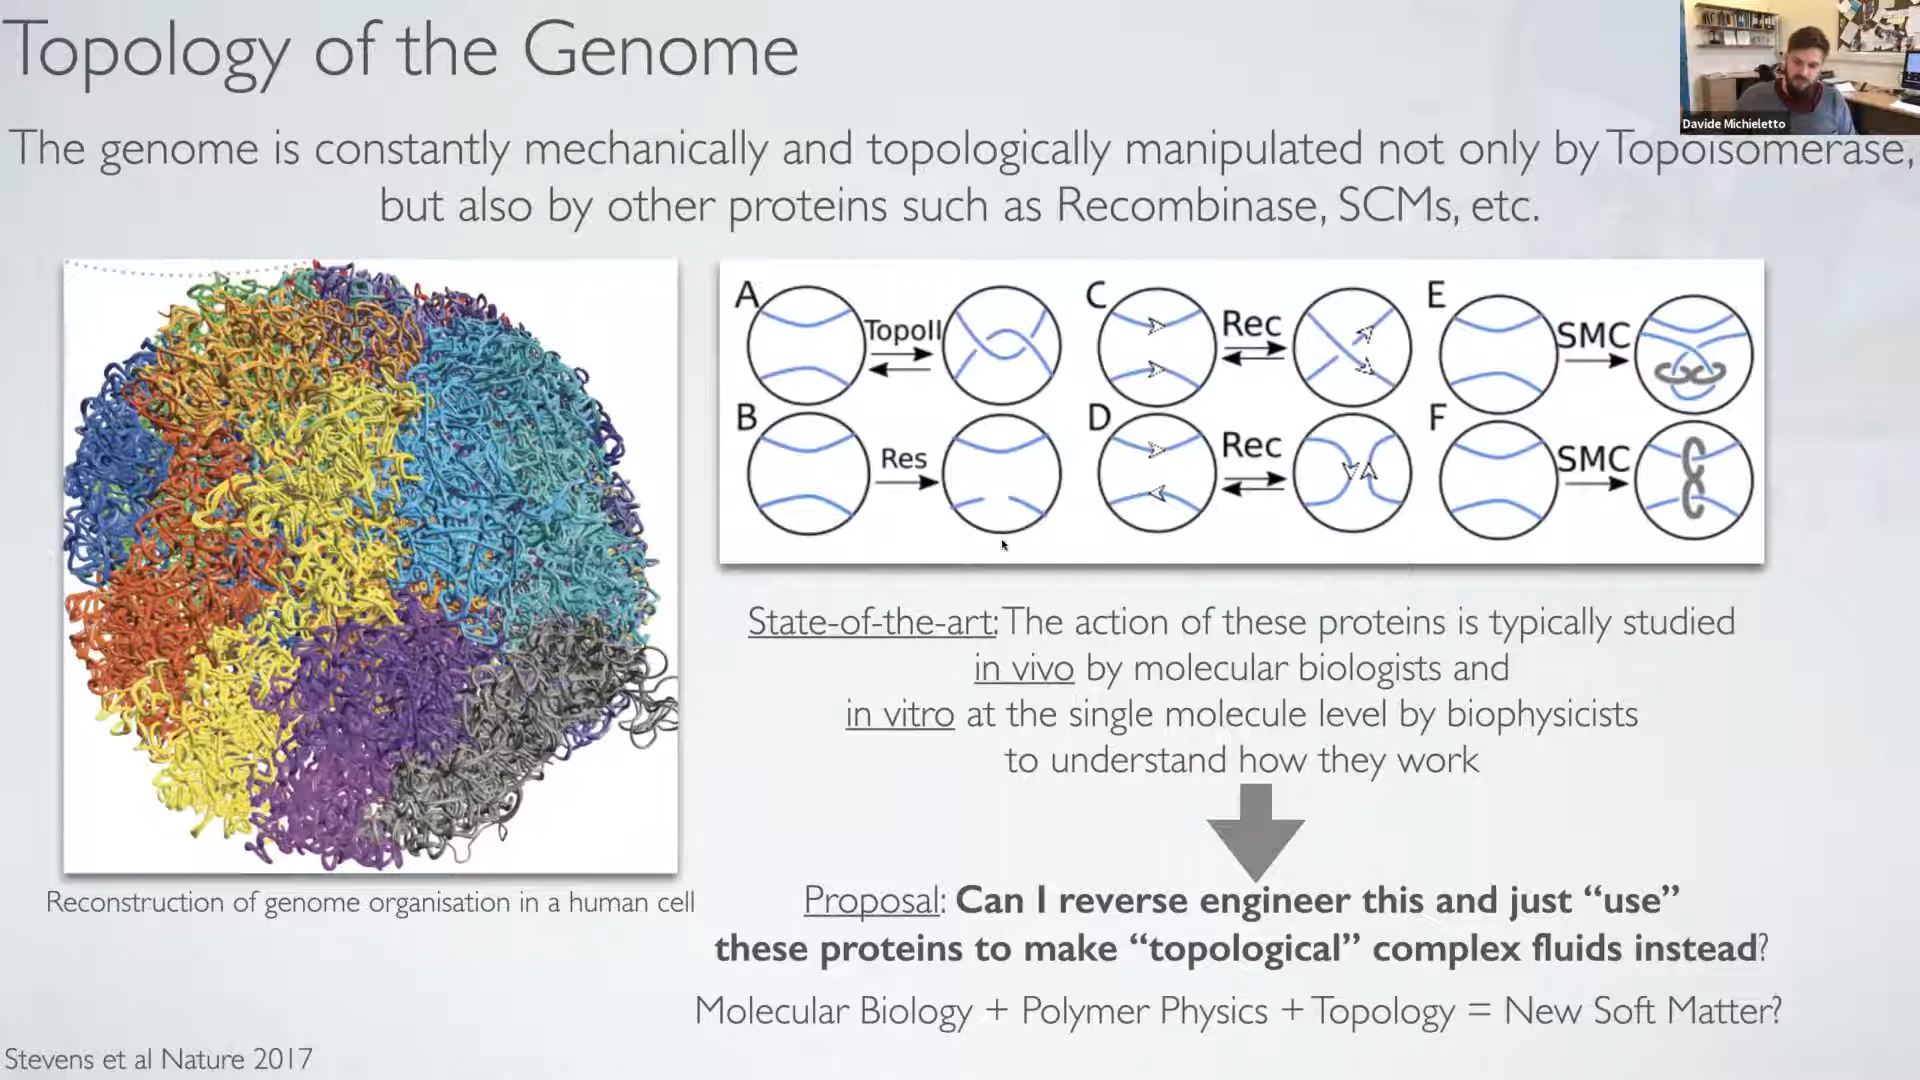 Topology of the Genome
Davide Michieletto
The genome is constantly mechanically and topologically manipulated not only by Topoisomerase,
but also by other proteins such as Recombinase, SCMs, etc.
A TopoII C Rec E SMC
B Res D Rec F SMC
State-of-the-art: The action of these proteins is typically studied
in vivo by molecular biologists and
in vitro at the single molecule level by biophysicists
to understand how they work
Reconstruction of genome organisation in a human cell
Proposal: Can I reverse engineer this and just “use”
these proteins to make “topological” complex fluids instead?
Molecular Biology + Polymer Physics + Topology = New Soft Matter?
Stevens et al Nature 2017